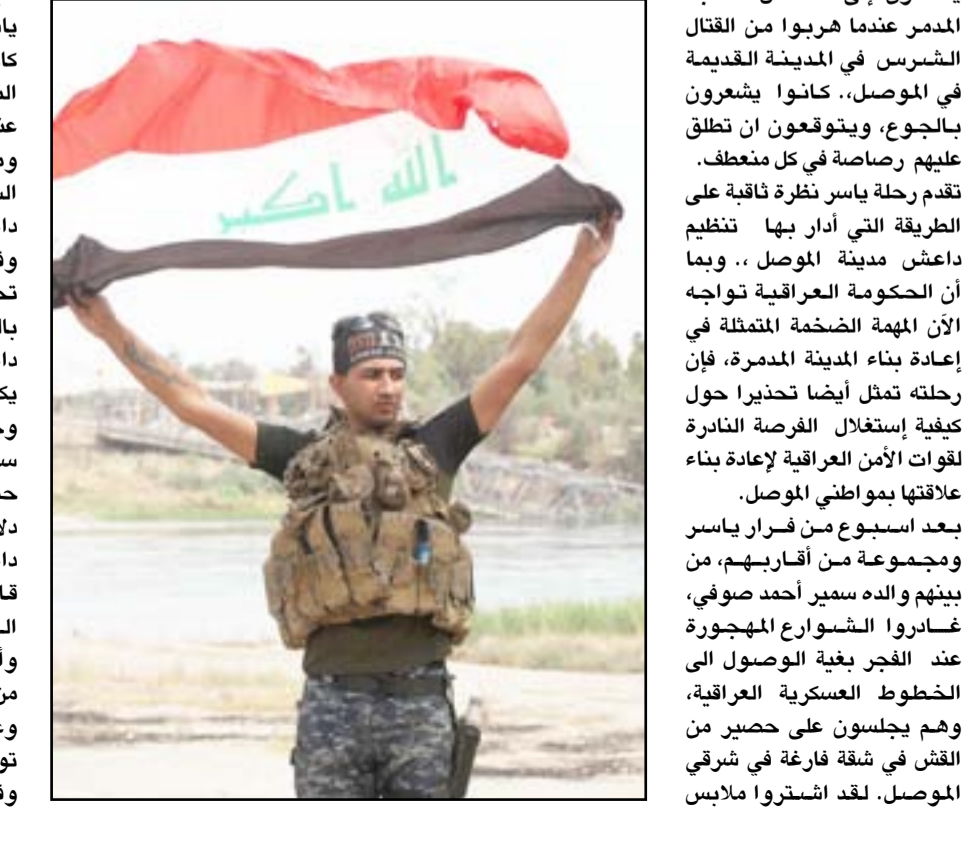 المدمر عندما هربوا من القتال
الشرس في المدينة القديمة
في الموصل،. كانوا يشعرون
بالجوع، ويتوقعون ان تطلق
عليهم رصاصة في كل منعطف.
تقدم رحلة ياسر نظرة ثاقبة على
الطريقة التي أدار بها تنظيم
داعش مدينة الموصل ،. وبما
أن الحكومة العراقية تواجه
الآن المهمة الضخمة المتمثلة في
إعادة بناء المدينة المدمرة، فإن
رحلته تمثل أيضا تحذيرا حول
كيفية إستغلال الفرصة النادرة
لقوات الأمن العراقية لإعادة بناء
علاقتها بمواطني الموصل.
بعد اسبوع من فرار ياسر
ومجموعة من أقاربهم، من
بينهم والده سمير أحمد صوفي،
غادروا الشوارع المهجورة
عند الفجر بغية الوصول الى
الخطوط العسكرية العراقية،
وهم يجلسون على حصير من
القش في شقة فارغة في شرقي
الموصل. لقد اشتروا ملابس
الله اكبر